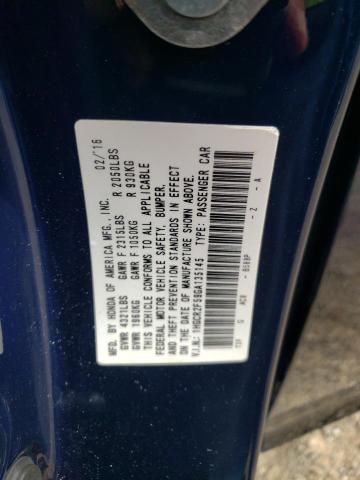 MFD. BY HONDA OF AMERICA MFG., INC. 02/'16
GVWR 4321LBS GAWR F 2315LBS R 2050LBS
GVWR 1960KG GAWR F 1050KG R 930KG
THIS VEHICLE CONFORMS TO ALL APPLICABLE
FEDERAL MOTOR VEHICLE SAFETY, BUMPER,
AND THEFT PREVENTION STANDARDS IN EFFECT
ON THE DATE OF MANUFACTURE SHOWN ABOVE.
V.I.N.: 1HGCR2F59GA135145 TYPE: PASSENGER CAR
B588P - Z - A